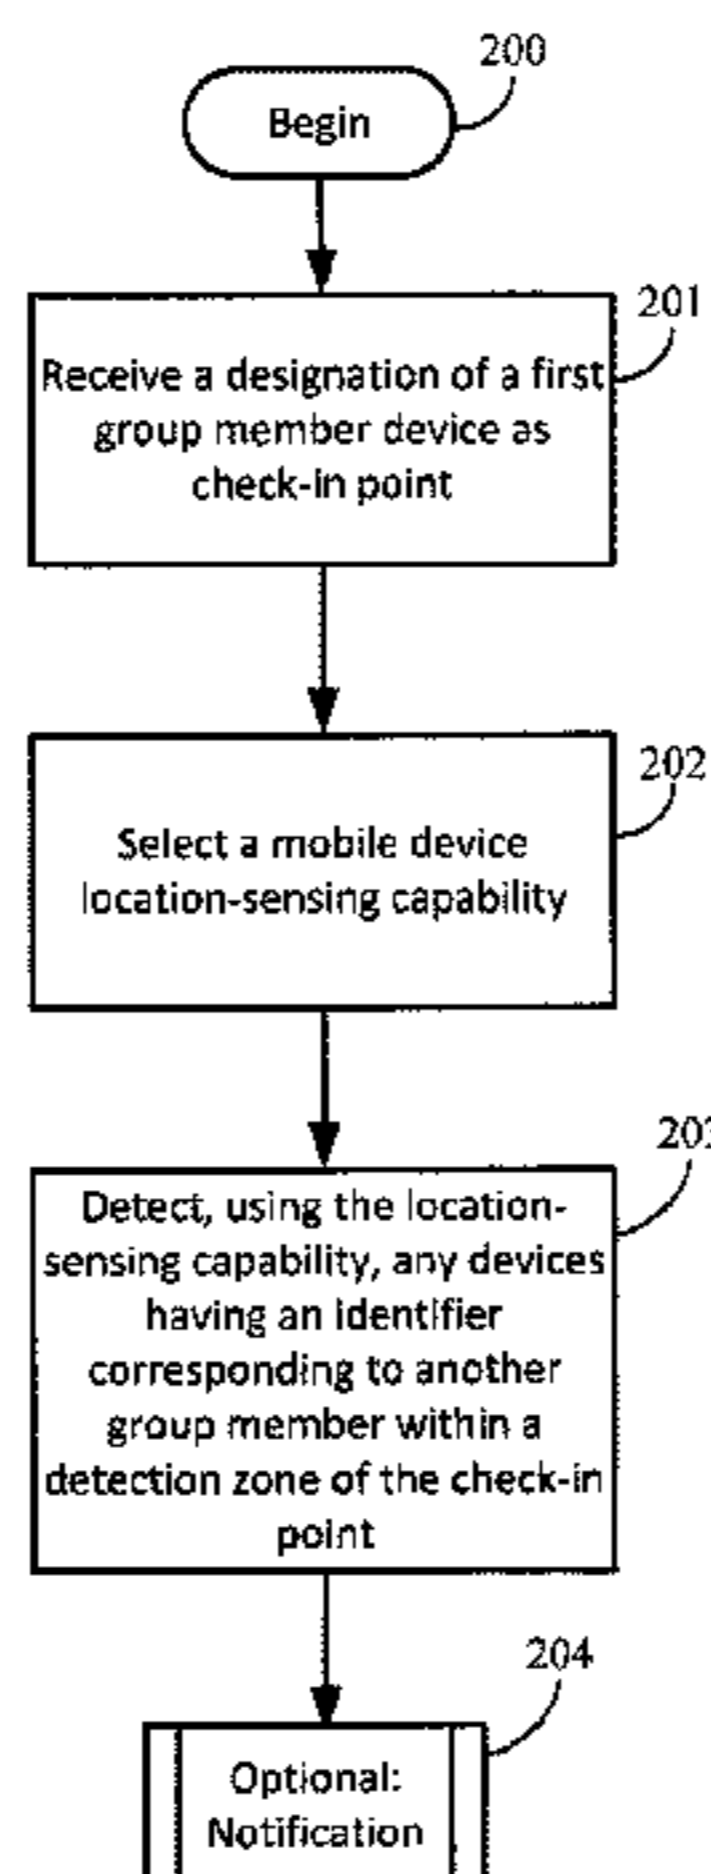 200
Begin
201
Receive a designation of a first
group member device as
check-in point
202
Select a mobile device
location-sensing capability
203
Detect, using the location-
sensing capability, any devices
having an identifier
corresponding to another
group member within a
detection zone of the check-in
point
204
Optional:
Notification